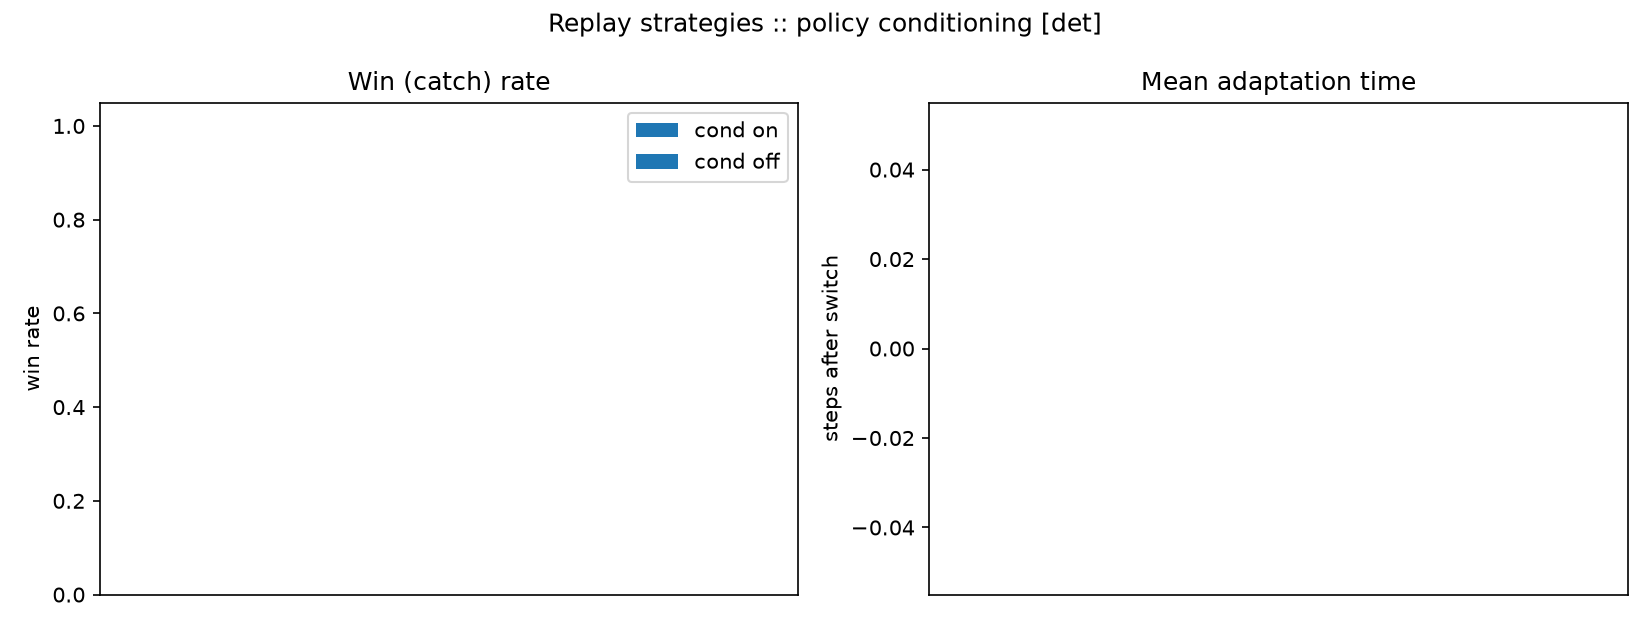 Replay strategies :: policy conditioning [det]
Win (catch) rate
1.0
0.8
0.6
0.4
0.2
0.0
win rate
cond on
cond off
Mean adaptation time
0.04
0.02
0.00
−0.02
−0.04
steps after switch